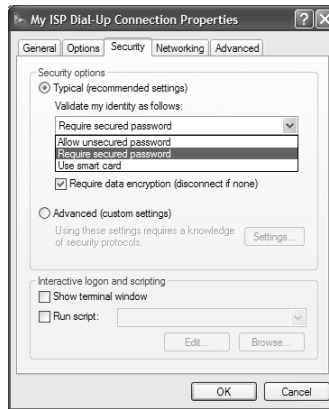 My ISP Dial-Up Connection Properties
General Options Security Networking Advanced
Security options
Typical (recommended settings)
Validate my identity as follows:
Require secured password
Allow unsecured password
Require secured password
Use smart card
Require data encryption (disconnect if none)
Advanced (custom settings)
Using these settings requires a knowledge
of security protocols.
Settings...
Interactive logon and scripting
Show terminal window
Run script:
Edit... Browse...
OK Cancel